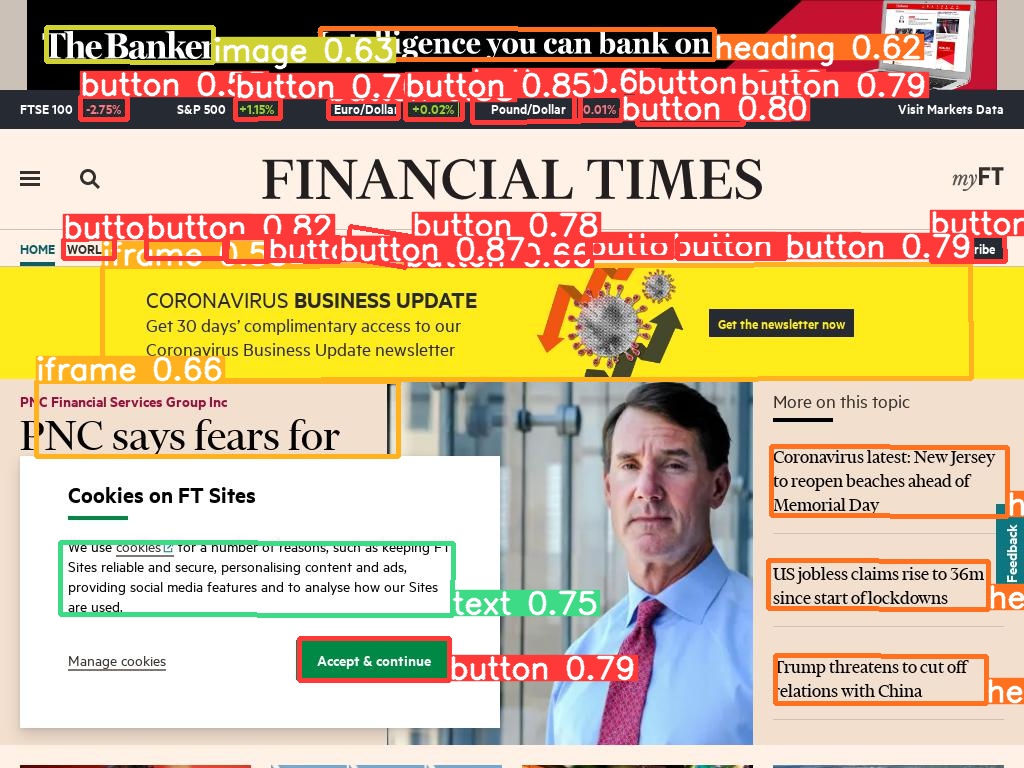 The Banker
image 0.63
lligence you can bank on
heading 0.62
button 0.5
button 0.7
button 0.85
0.6
button
button 0.79
FTSE 100 -2.75%
S&P 500 +1.15%
Euro/Dollar +0.02%
Pound/Dollar 0.01%
button 0.80
Visit Markets Data
FINANCIAL TIMES
myFT
button 0.82
button 0.78
button
HOME
WORL
iframe 0.5
button 0.87
0.66
button
button 0.79
ribe
CORONAVIRUS BUSINESS UPDATE
Get 30 days' complimentary access to our
Coronavirus Business Update newsletter
Get the newsletter now
iframe 0.66
PNC Financial Services Group Inc
PNC says fears for
Cookies on FT Sites
We use cookies for a number of reasons, such as keeping FT
Sites reliable and secure, personalising content and ads,
providing social media features and to analyse how our Sites
are used.
text 0.75
Manage cookies
Accept & continue
button 0.79
More on this topic
Coronavirus latest: New Jersey
to reopen beaches ahead of
Memorial Day
h
Feedback
US jobless claims rise to 36m
since start of lockdowns
he
Trump threatens to cut off
relations with China
he